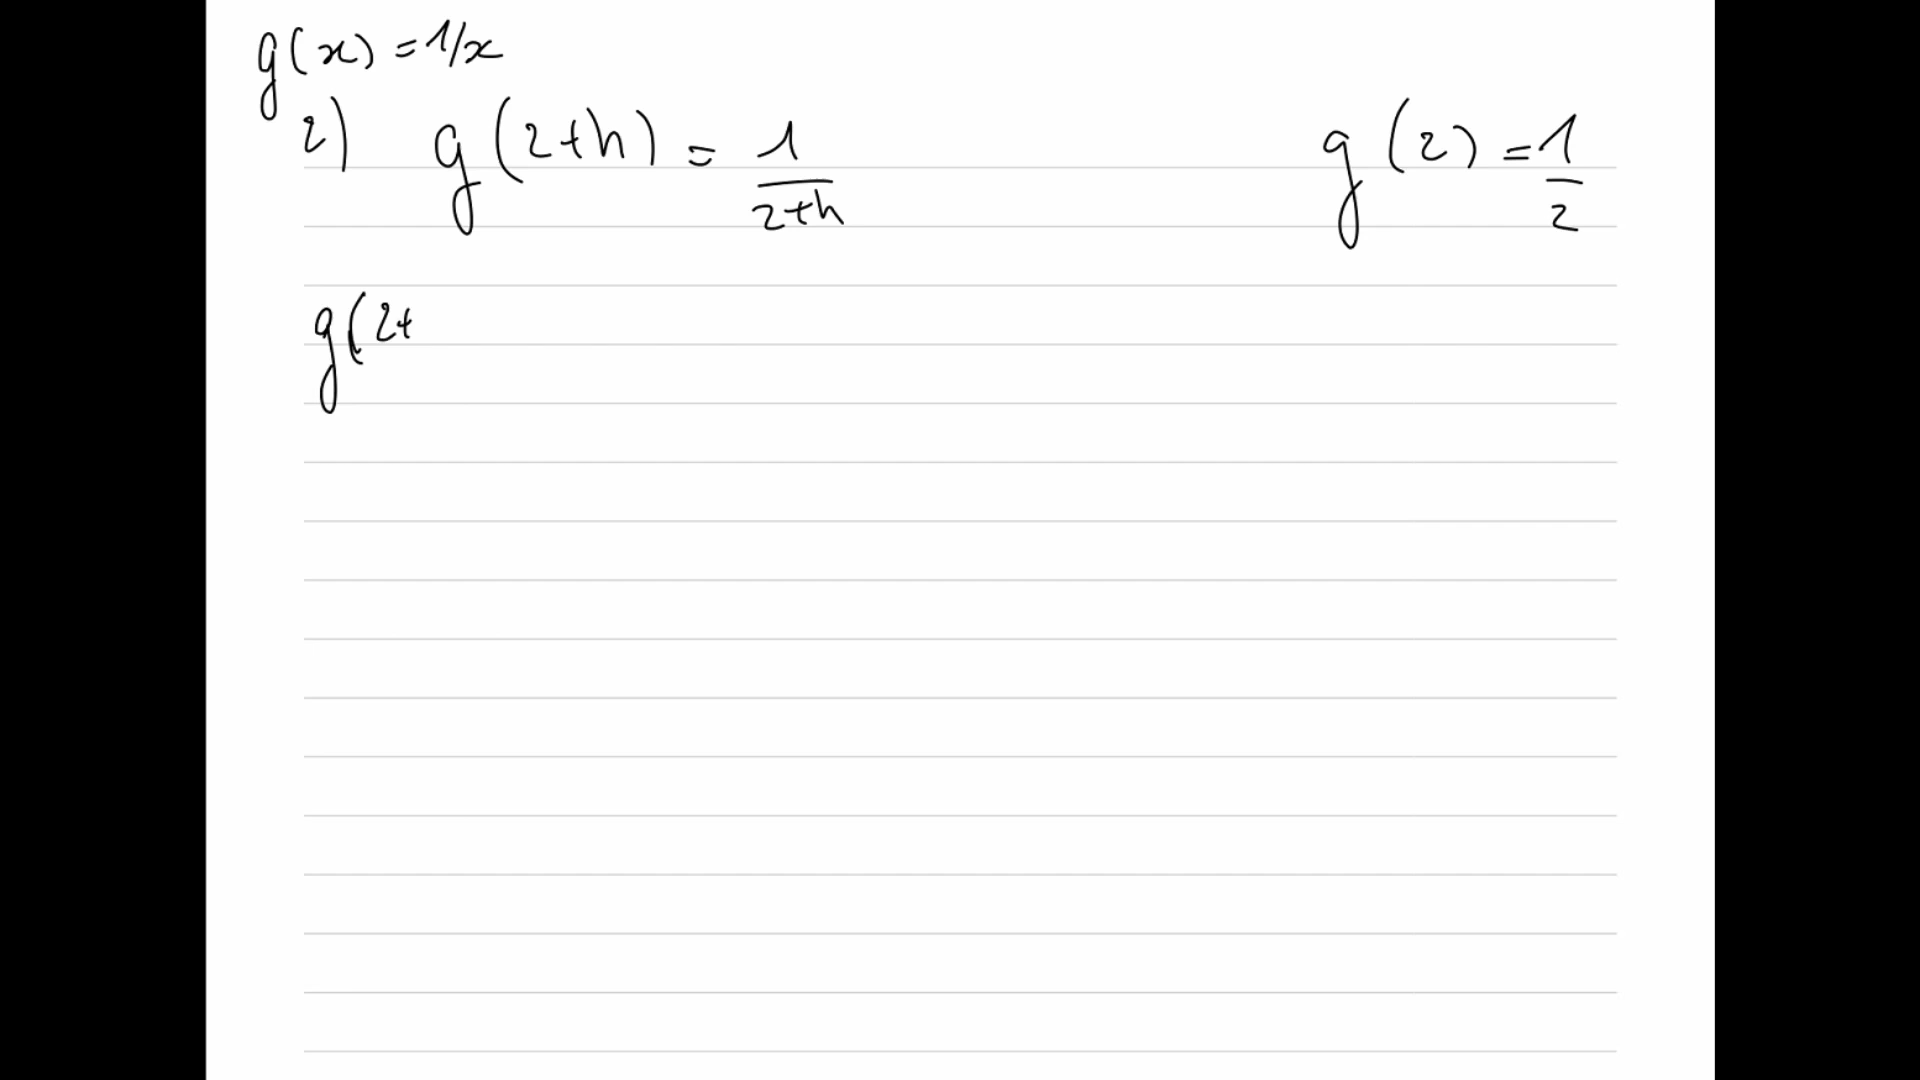 g(x) = 1/x
2) g(2+h) = 1/(2+h) g(2) = 1/2
g(2+